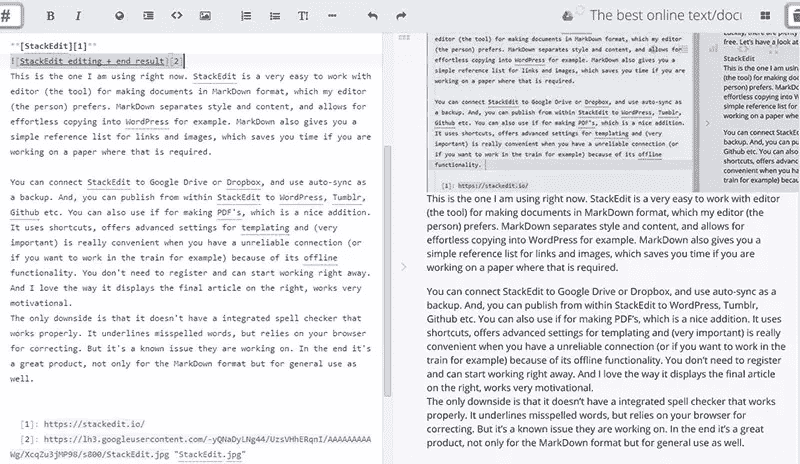 The best online text/docu
**[StackEdit][1]**
![StackEdit editing + end result][2]
This is the one I am using right now. StackEdit is a very easy to work with
editor (the tool) for making documents in MarkDown format, which my editor
(the person) prefers. MarkDown separates style and content, and allows for
effortless copying into WordPress for example. MarkDown also gives you a
simple reference list for links and images, which saves you time if you are
working on a paper where that is required.
You can connect StackEdit to Google Drive or Dropbox, and use auto-sync as
a backup. And, you can publish from within StackEdit to WordPress, Tumblr,
Github etc. You can also use if for making PDF's, which is a nice addition.
It uses shortcuts, offers advanced settings for templating and (very
important) is really convenient when you have a unreliable connection (or
if you want to work in the train for example) because of its offline
functionality. You don't need to register and can start working right away.
And I love the way it displays the final article on the right, works very
motivational.
The only downside is that it doesn't have a integrated spell checker that
works properly. It underlines misspelled words, but relies on your browser
for correcting. But it's a known issue they are working on. In the end it's
a great product, not only for the MarkDown format but for general use as
well.
[1]: https://stackedit.io/
[2]: https://lh3.googleusercontent.com/-yQNaDyLNg44/UzsVHhERqnI/AAAAAAAAA
Wg/XcqZu3jMP98/s800/StackEdit.jpg "StackEdit.jpg"
editor (the tool) for making documents in MarkDown format, which my editor
(the person) prefers. MarkDown separates style and content, and allows for
effortless copying into WordPress for example. MarkDown also gives you a
simple reference list for links and images, which saves you time if you are
working on a paper where that is required.
You can connect StackEdit to Google Drive or Dropbox, and use auto-sync as
a backup. And, you can publish from within StackEdit to WordPress, Tumblr,
Github etc. You can also use if for making PDF's, which is a nice addition.
It uses shortcuts, offers advanced settings for templating and (very
important) is really convenient when you have a unreliable connection (or
if you want to work in the train for example) because of its offline
functionality.
[1]: https://stackedit.io/
free. Let's have a look at
StackEdit
This is the one I am using
editor (the tool) for making
prefers. MarkDown
effortless copying into
simple reference list for
working on a paper
You can connect StackEdit
backup. And, you can pu
Github etc. You can also
shortcuts, offers advanc
convenient when you ha
train for example) becau
This is the one I am using right now. StackEdit is a very easy to work with editor
(the tool) for making documents in MarkDown format, which my editor (the
person) prefers. MarkDown separates style and content, and allows for
effortless copying into WordPress for example. MarkDown also gives you a
simple reference list for links and images, which saves you time if you are
working on a paper where that is required.
You can connect StackEdit to Google Drive or Dropbox, and use auto-sync as a
backup. And, you can publish from within StackEdit to WordPress, Tumblr,
Github etc. You can also use if for making PDF's, which is a nice addition. It uses
shortcuts, offers advanced settings for templating and (very important) is really
convenient when you have a unreliable connection (or if you want to work in the
train for example) because of its offline functionality. You don't need to register
and can start working right away. And I love the way it displays the final article
on the right, works very motivational.
The only downside is that it doesn't have a integrated spell checker that works
properly. It underlines misspelled words, but relies on your browser for
correcting. But it's a known issue they are working on. In the end it's a great
product, not only for the MarkDown format but for general use as well.